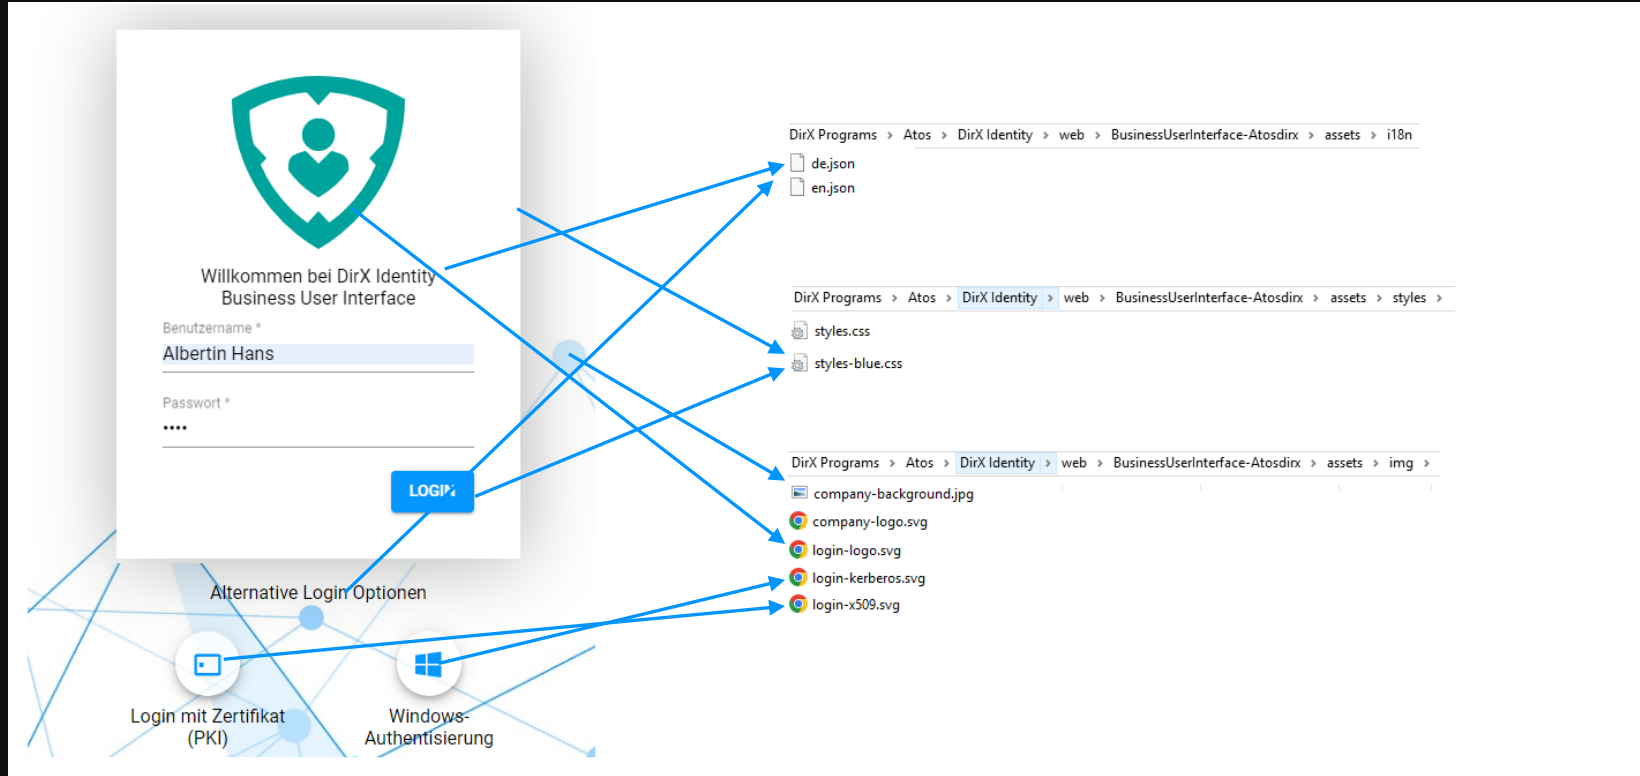 Willkommen bei DirX Identity
Business User Interface
Benutzername *
Albertin Hans
Passwort *
••••
LOGIN
Alternative Login Optionen
Login mit Zertifikat
(PKI)
Windows-
Authentisierung
DirX Programs > Atos > DirX Identity > web > BusinessUserInterface-Atosdirx > assets > i18n
de.json
en.json
DirX Programs > Atos > DirX Identity > web > BusinessUserInterface-Atosdirx > assets > styles >
styles.css
styles-blue.css
DirX Programs > Atos > DirX Identity > web > BusinessUserInterface-Atosdirx > assets > img >
company-background.jpg
company-logo.svg
login-logo.svg
login-kerberos.svg
login-x509.svg